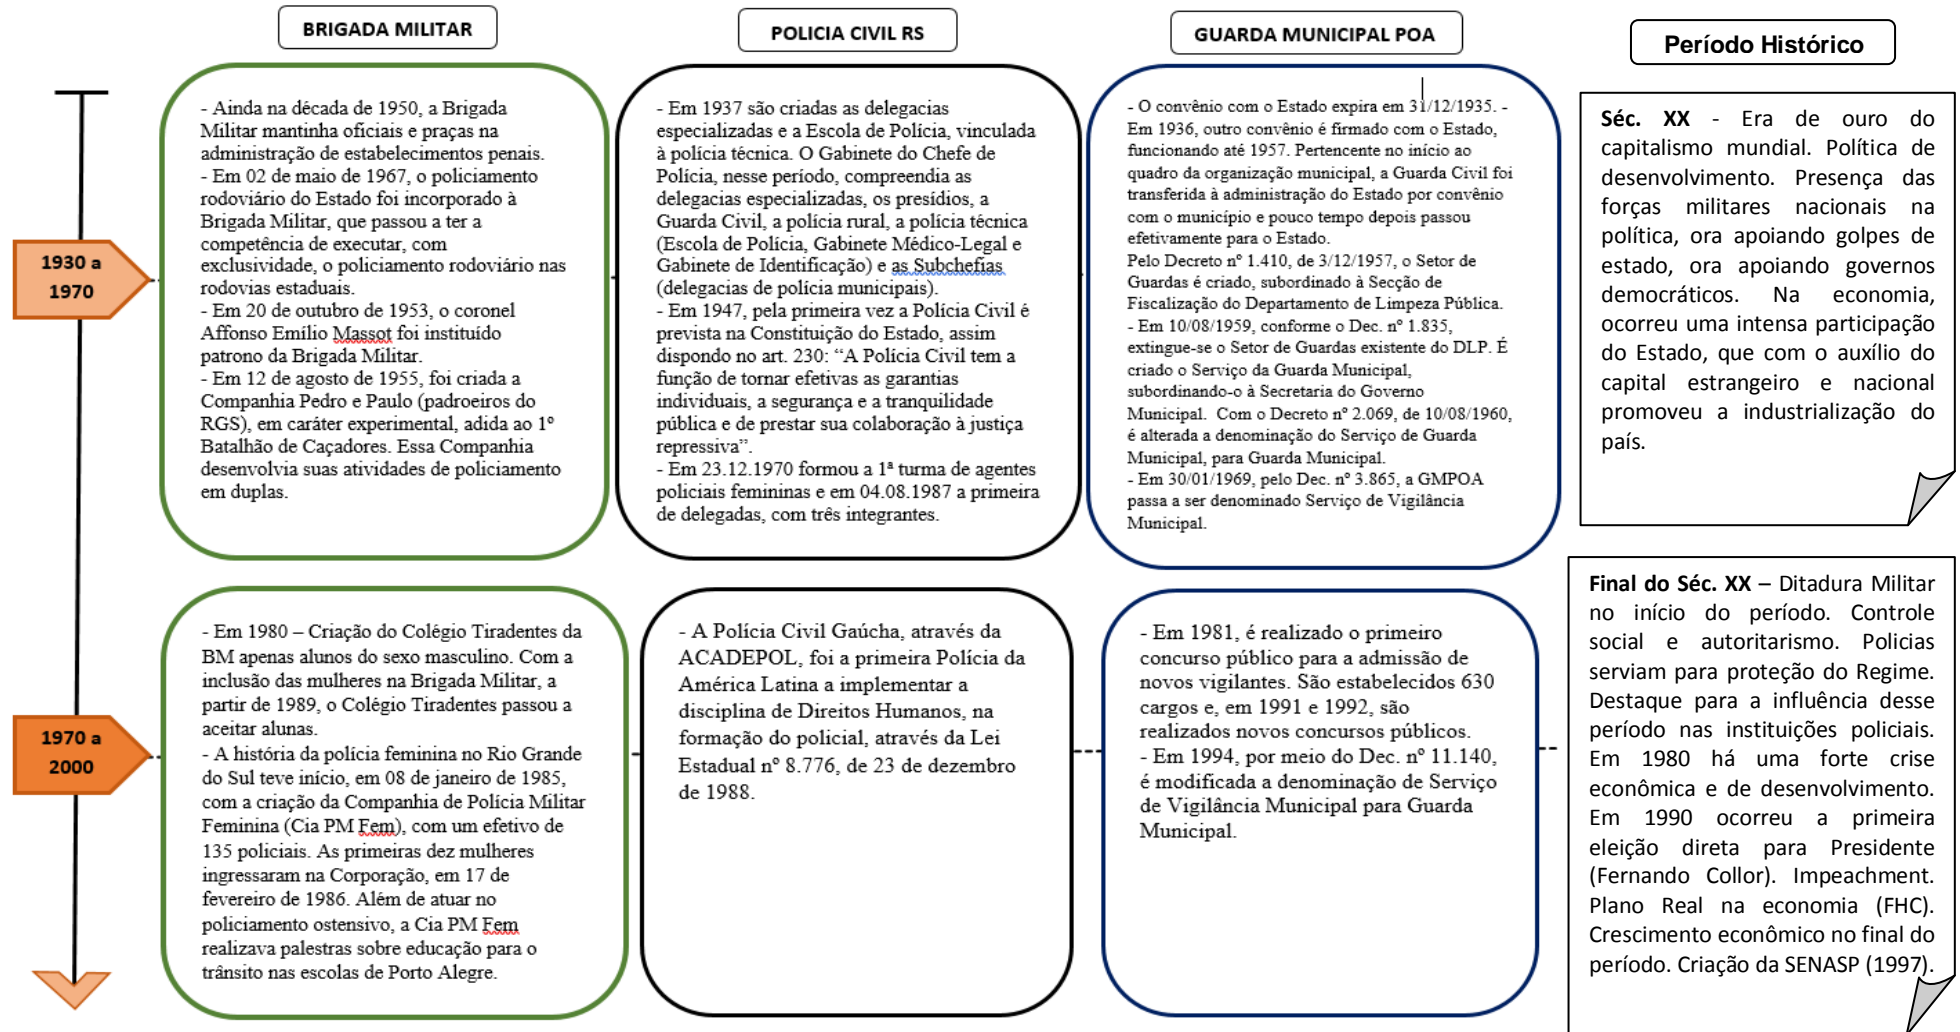 BRIGADA MILITAR
POLICIA CIVIL RS
GUARDA MUNICIPAL POA
Período Histórico
1930 a
1970
- Ainda na década de 1950, a Brigada
Militar mantinha oficiais e praças na
administração de estabelecimentos penais.
- Em 02 de maio de 1967, o policiamento
rodoviário do Estado foi incorporado à
Brigada Militar, que passou a ter a
competência de executar, com
exclusividade, o policiamento rodoviário nas
rodovias estaduais.
- Em 20 de outubro de 1953, o coronel
Affonso Emílio Massot foi instituído
patrono da Brigada Militar.
- Em 12 de agosto de 1955, foi criada a
Companhia Pedro e Paulo (padroeiros do
RGS), em caráter experimental, adida ao 1º
Batalhão de Caçadores. Essa Companhia
desenvolvia suas atividades de policiamento
em duplas.
- Em 1937 são criadas as delegacias
especializadas e a Escola de Polícia, vinculada
à polícia técnica. O Gabinete do Chefe de
Polícia, nesse período, compreendia as
delegacias especializadas, os presídios, a
Guarda Civil, a polícia rural, a polícia técnica
(Escola de Polícia, Gabinete Médico-Legal e
Gabinete de Identificação) e as Subchefias
(delegacias de polícia municipais).
- Em 1947, pela primeira vez a Polícia Civil é
prevista na Constituição do Estado, assim
dispondo no art. 230: “A Polícia Civil tem a
função de tornar efetivas as garantias
individuais, a segurança e a tranquilidade
pública e de prestar sua colaboração à justiça
repressiva”.
- Em 23.12.1970 formou a 1ª turma de agentes
policiais femininas e em 04.08.1987 a primeira
de delegadas, com três integrantes.
- O convênio com o Estado expira em 31/12/1935. -
Em 1936, outro convênio é firmado com o Estado,
funcionando até 1957. Pertencente no início ao
quadro da organização municipal, a Guarda Civil foi
transferida à administração do Estado por convênio
com o município e pouco tempo depois passou
efetivamente para o Estado.
Pelo Decreto nº 1.410, de 3/12/1957, o Setor de
Guardas é criado, subordinado à Secção de
Fiscalização do Departamento de Limpeza Pública.
- Em 10/08/1959, conforme o Dec. nº 1.835,
extingue-se o Setor de Guardas existente do DLP. É
criado o Serviço da Guarda Municipal,
subordinando-o à Secretaria do Governo
Municipal. Com o Decreto nº 2.069, de 10/08/1960,
é alterada a denominação do Serviço de Guarda
Municipal, para Guarda Municipal.
- Em 30/01/1969, pelo Dec. nº 3.865, a GMPOA
passa a ser denominado Serviço de Vigilância
Municipal.
Séc. XX - Era de ouro do
capitalismo mundial. Política de
desenvolvimento. Presença das
forças militares nacionais na
política, ora apoiando golpes de
estado, ora apoiando governos
democráticos. Na economia,
ocorreu uma intensa participação
do Estado, que com o auxílio do
capital estrangeiro e nacional
promoveu a industrialização do
país.
1970 a
2000
- Em 1980 – Criação do Colégio Tiradentes da
BM apenas alunos do sexo masculino. Com a
inclusão das mulheres na Brigada Militar, a
partir de 1989, o Colégio Tiradentes passou a
aceitar alunas.
- A história da polícia feminina no Rio Grande
do Sul teve início, em 08 de janeiro de 1985,
com a criação da Companhia de Polícia Militar
Feminina (Cia PM Fem), com um efetivo de
135 policiais. As primeiras dez mulheres
ingressaram na Corporação, em 17 de
fevereiro de 1986. Além de atuar no
policiamento ostensivo, a Cia PM Fem
realizava palestras sobre educação para o
trânsito nas escolas de Porto Alegre.
- A Polícia Civil Gaúcha, através da
ACADEPOL, foi a primeira Polícia da
América Latina a implementar a
disciplina de Direitos Humanos, na
formação do policial, através da Lei
Estadual nº 8.776, de 23 de dezembro
de 1988.
- Em 1981, é realizado o primeiro
concurso público para a admissão de
novos vigilantes. São estabelecidos 630
cargos e, em 1991 e 1992, são
realizados novos concursos públicos.
- Em 1994, por meio do Dec. nº 11.140,
é modificada a denominação de Serviço
de Vigilância Municipal para Guarda
Municipal.
Final do Séc. XX – Ditadura Militar
no início do período. Controle
social e autoritarismo. Policias
serviam para proteção do Regime.
Destaque para a influência desse
período nas instituições policiais.
Em 1980 há uma forte crise
econômica e de desenvolvimento.
Em 1990 ocorreu a primeira
eleição direta para Presidente
(Fernando Collor). Impeachment.
Plano Real na economia (FHC).
Crescimento econômico no final do
período. Criação da SENASP (1997).